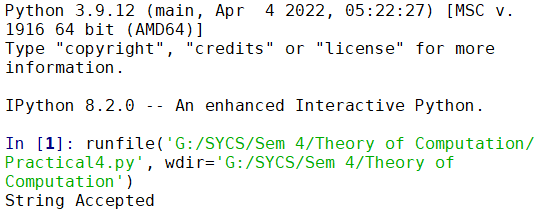 Python 3.9.12 (main, Apr  4 2022, 05:22:27) [MSC v.
1916 64 bit (AMD64)]
Type "copyright", "credits" or "license" for more
information.
IPython 8.2.0 -- An enhanced Interactive Python.
In [1]: runfile('G:/SYCS/Sem 4/Theory of Computation/
Practical4.py', wdir='G:/SYCS/Sem 4/Theory of
Computation')
String Accepted